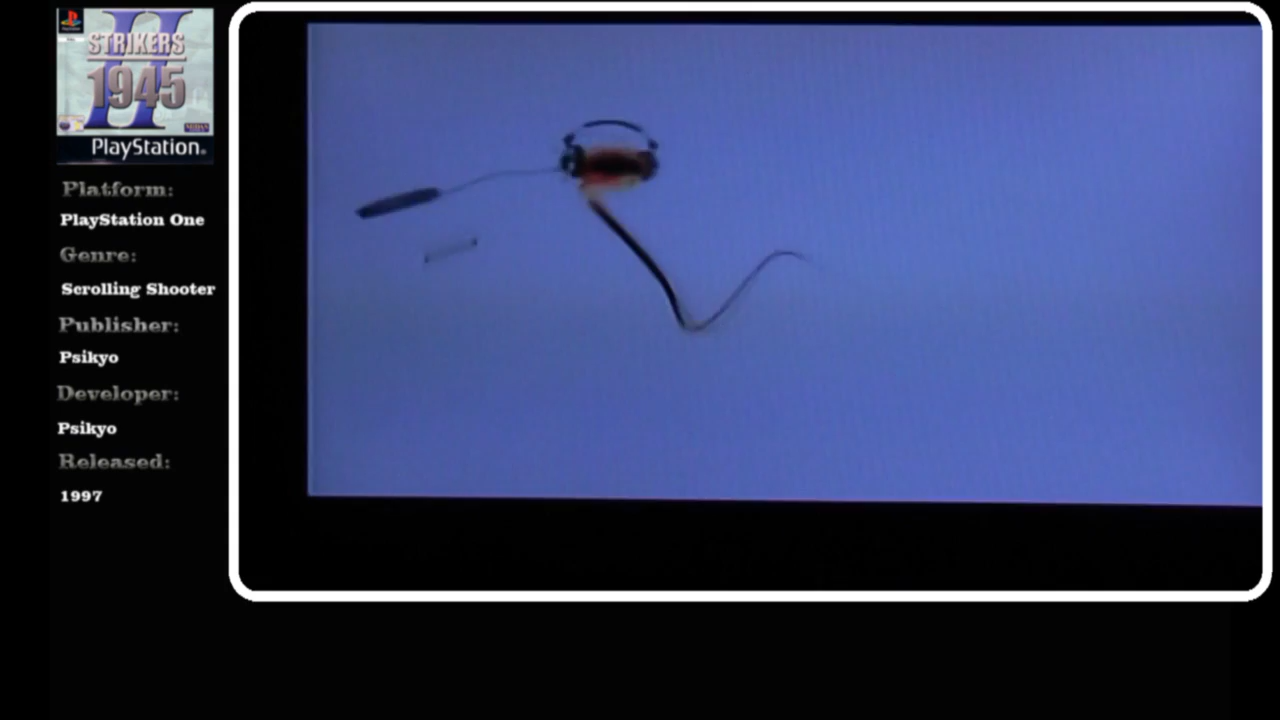 STRIKERS
II
1945
PlayStation
Platform:
PlayStation One
Genre:
Scrolling Shooter
Publisher:
Psikyo
Developer:
Psikyo
Released:
1997